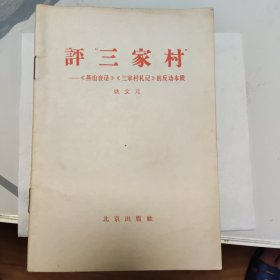 評“三家村”
——《燕山夜话》《三家村札记》的反动本质
姚文元
北京出版社